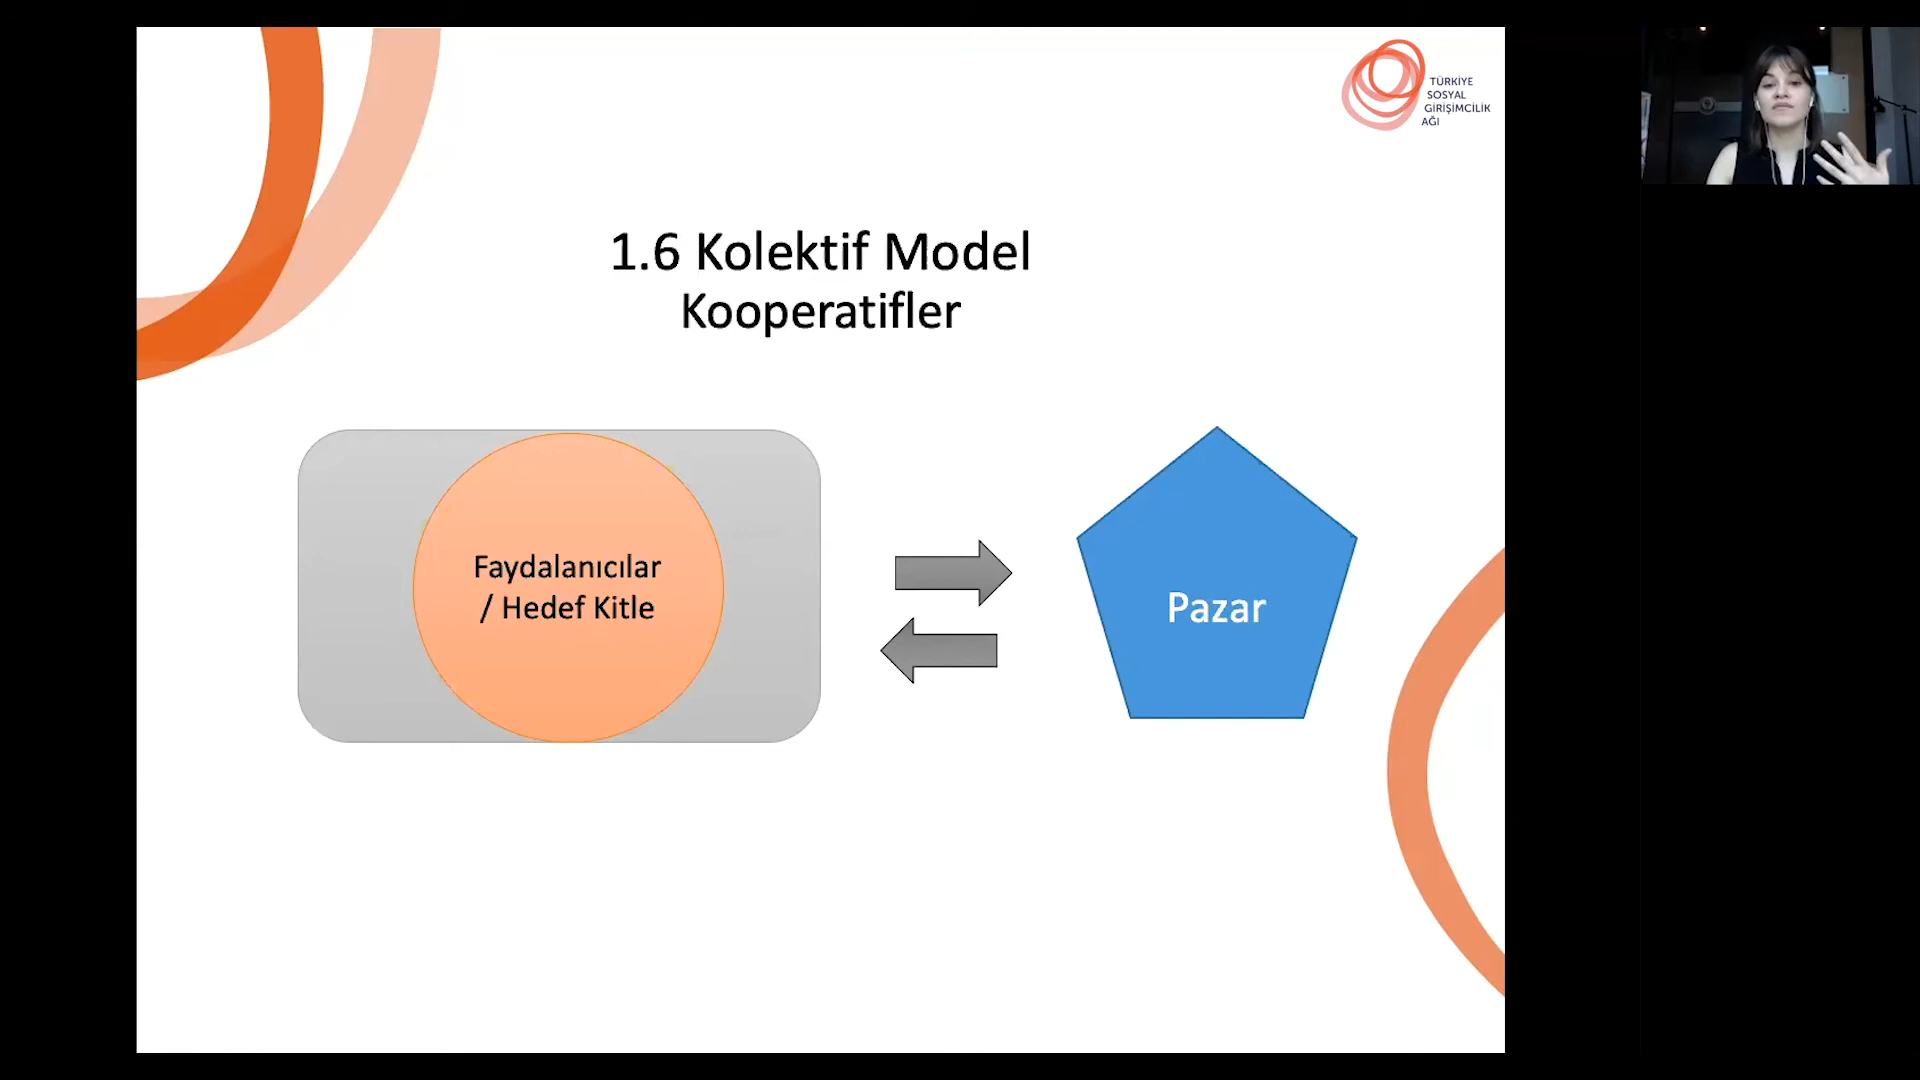 TÜRKİYE
SOSYAL
GİRİŞİMCİLİK
AĞI
1.6 Kolektif Model
Kooperatifler
Faydalanıcılar
/ Hedef Kitle
Pazar